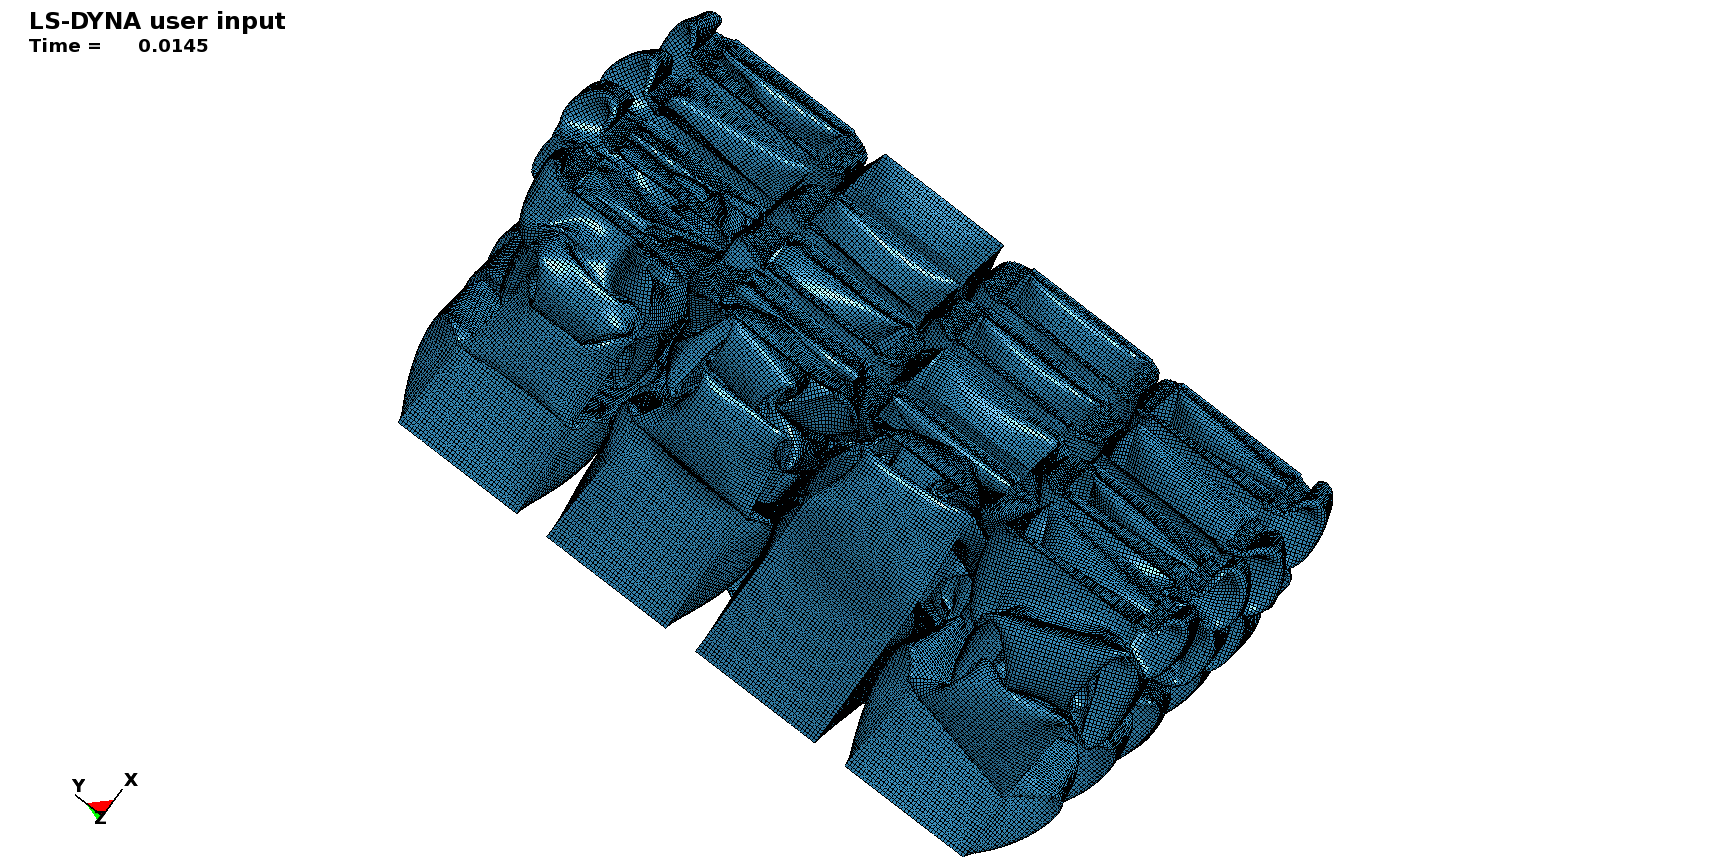 LS-DYNA user input
Time = 0.0145
Y X
Z